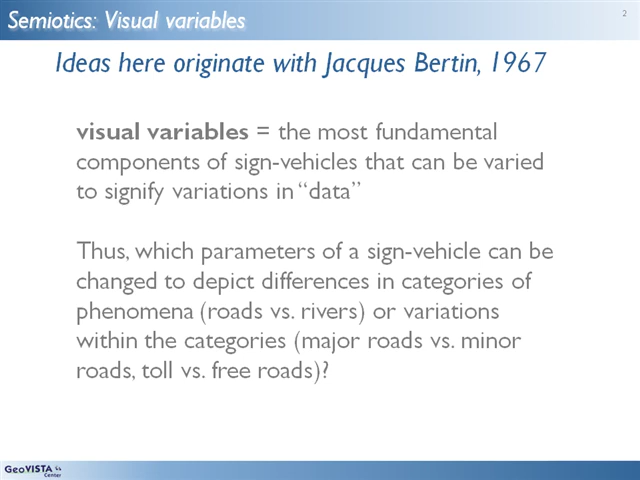 Semiotics: Visual variables
2
Ideas here originate with Jacques Bertin, 1967
visual variables = the most fundamental
components of sign-vehicles that can be varied
to signify variations in “data”
Thus, which parameters of a sign-vehicle can be
changed to depict differences in categories of
phenomena (roads vs. rivers) or variations
within the categories (major roads vs. minor
roads, toll vs. free roads)?
GeoVISTA
Center